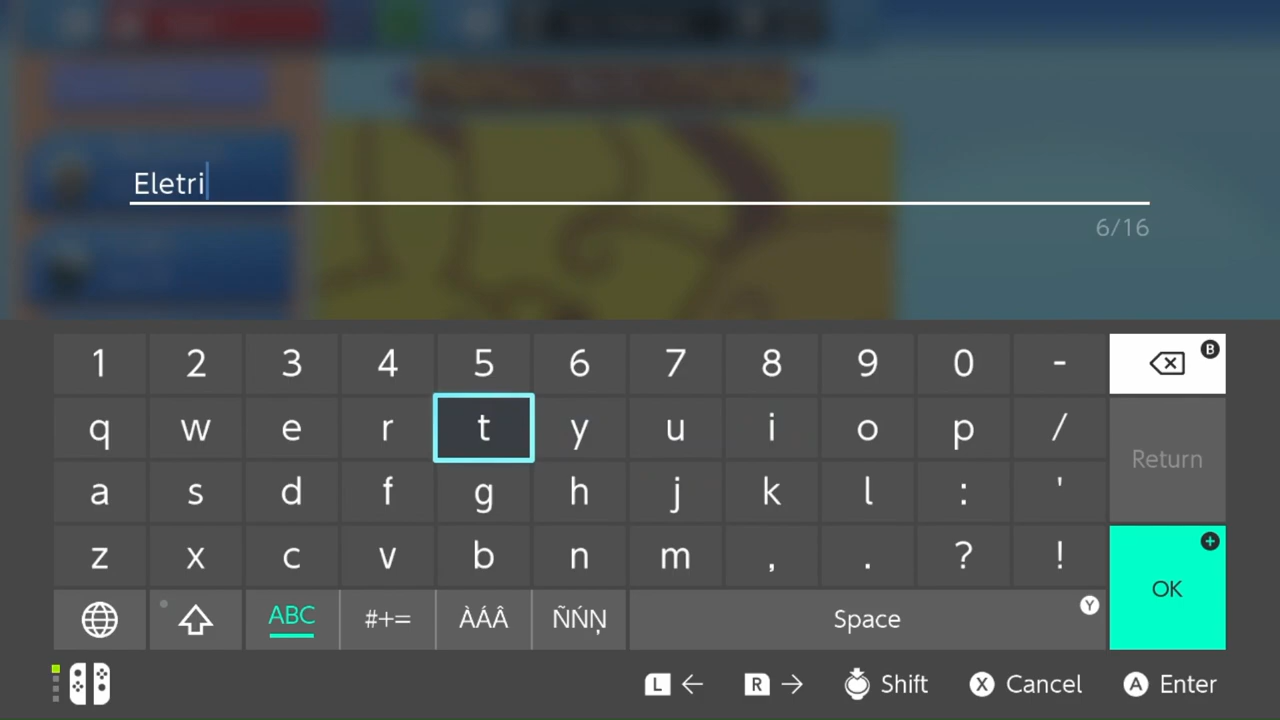 Eletri
6/16
1 2 3 4 5 6 7 8 9 0 - B
q w e r t y u i o p /
Return
a s d f g h j k l : '
z x c v b n m , . ? ! +
OK
ABC #+= ÀÁÂ ÑŃŅ Space Y
L ← R → Shift X Cancel A Enter